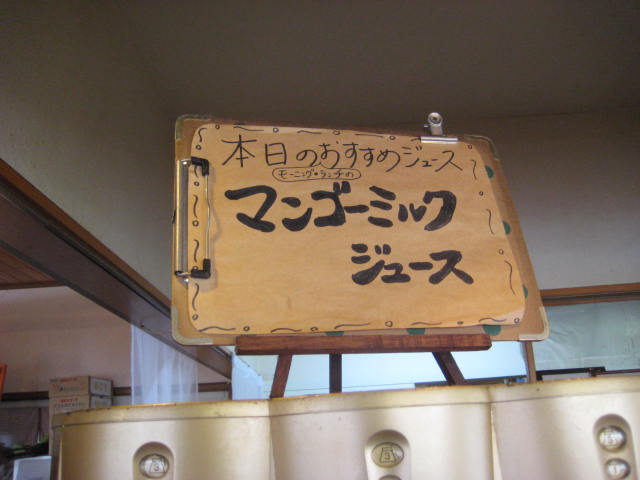 本日のおすすめジュース
モーニング・ランチの
マンゴーミルク
ジュース